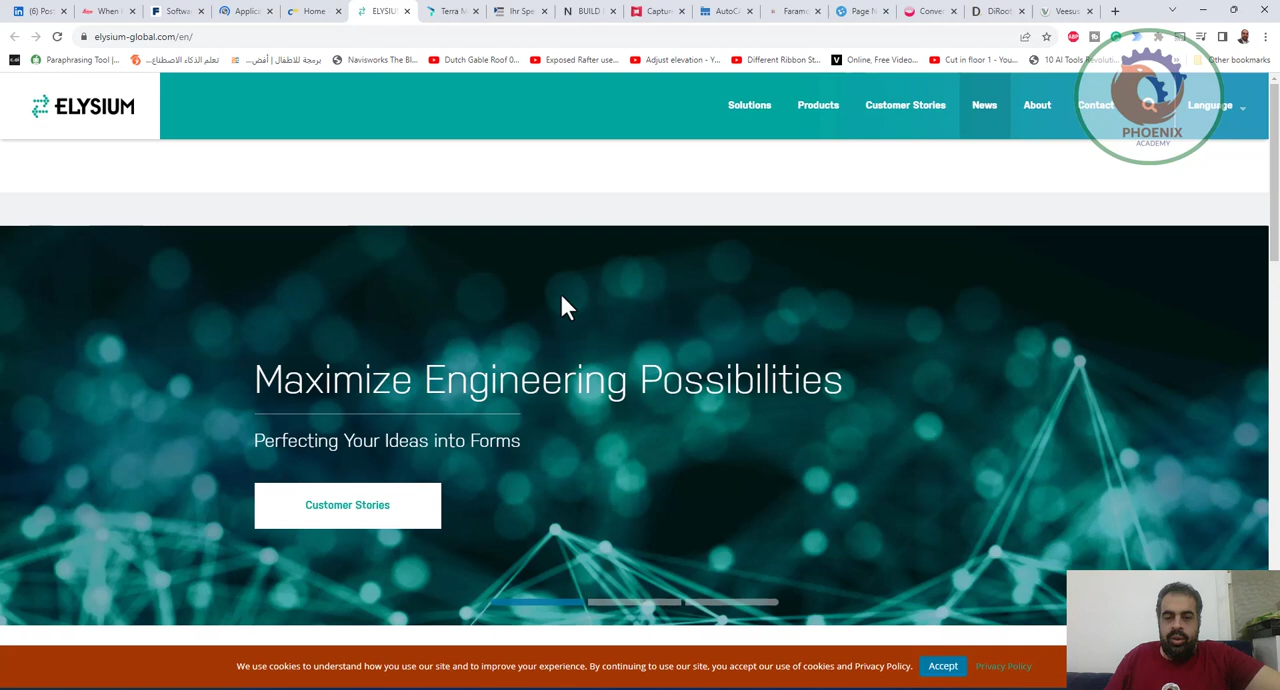 (6) Pos
When
Softwa
Applic
Home
ELYSIU
Terra M
Ihr Spe
BUILD
Captur
AutoC
Faram
Page N
Conve
DiRoot
Veesus
elysium-global.com/en/
Paraphrasing Tool |...
تعلم الذكاء الاصطناع...
برمجة للاطفال | أفض...
Navisworks The Bl...
Dutch Gable Roof 0...
Exposed Rafter use...
Adjust elevation - Y...
Different Ribbon St...
Online, Free Video...
Cut in floor 1 - You...
10 AI Tools Revoluti...
Other bookmarks
ELYSIUM
Solutions
Products
Customer Stories
News
About
Contact
Language
PHOENIX
ACADEMY
Maximize Engineering Possibilities
Perfecting Your Ideas into Forms
Customer Stories
We use cookies to understand how you use our site and to improve your experience. By continuing to use our site, you accept our use of cookies and Privacy Policy.
Accept
Privacy Policy